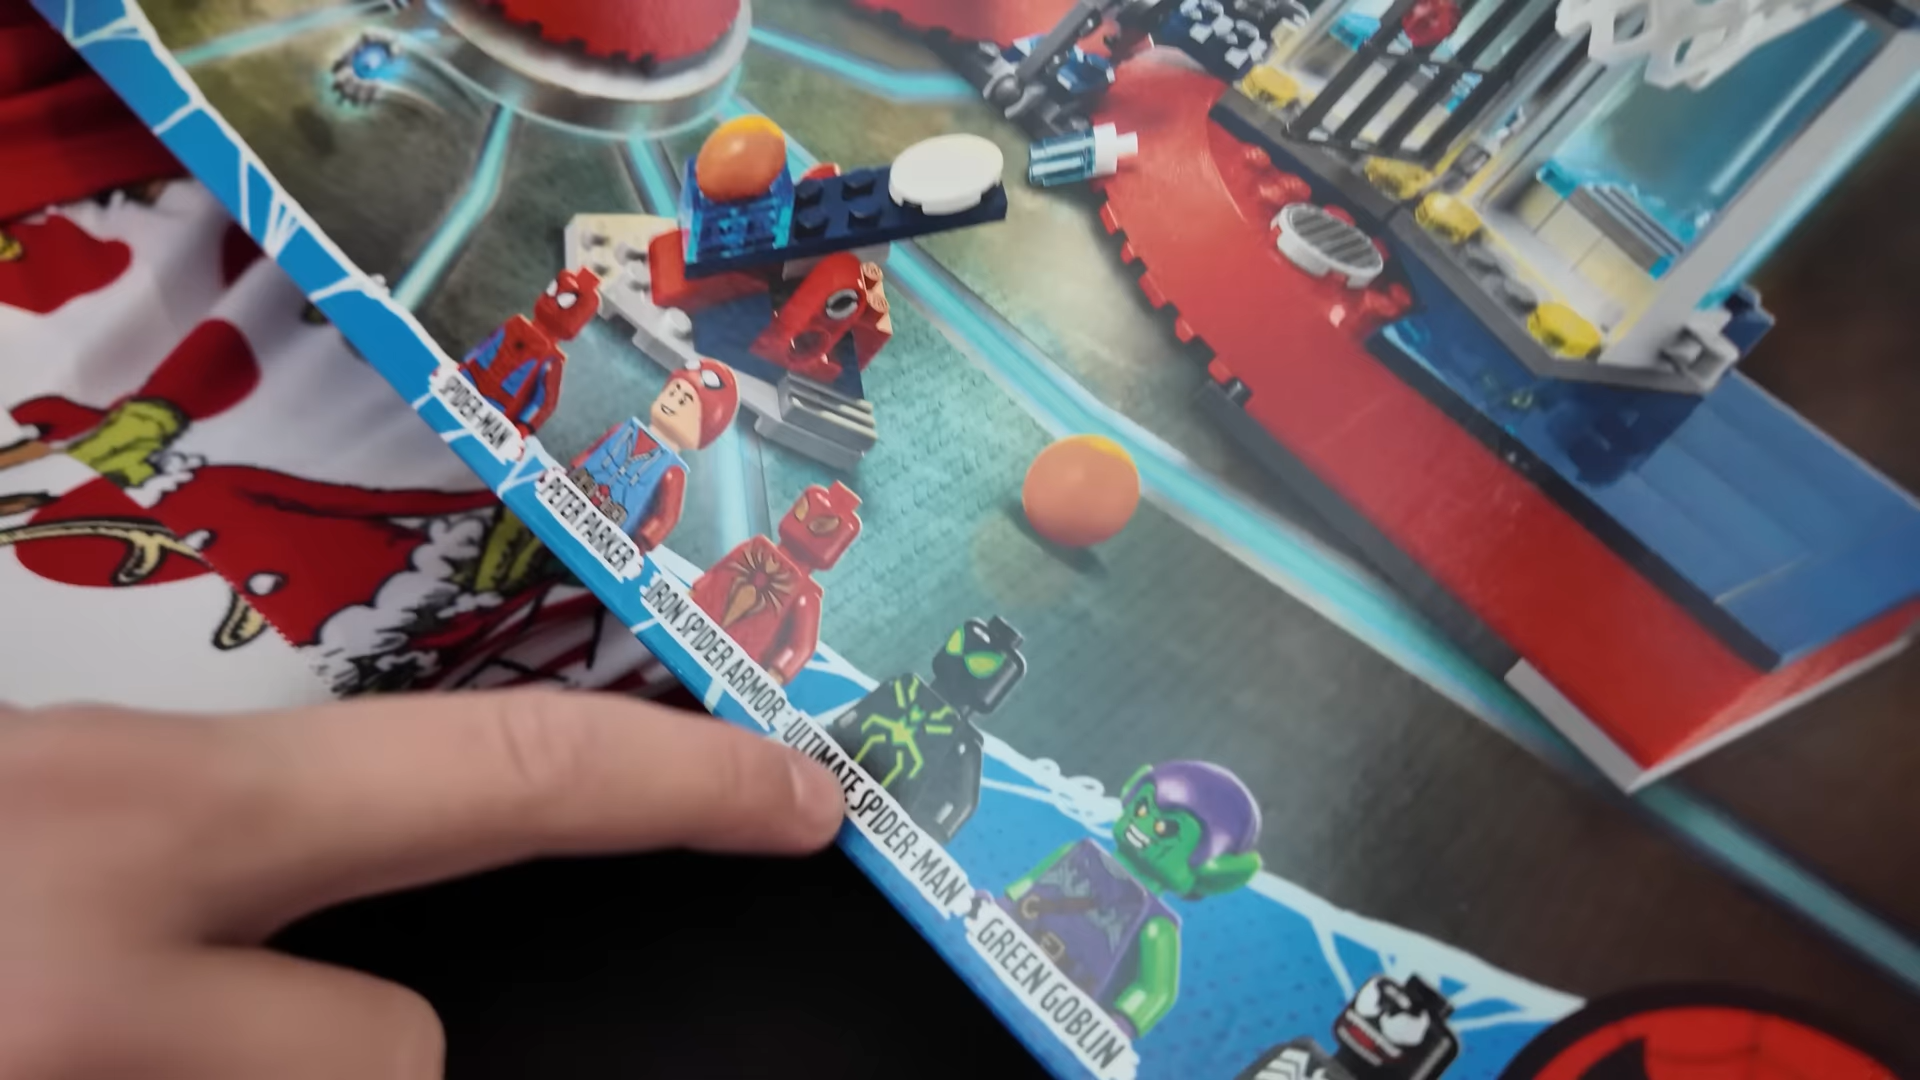 SPIDER-MAN
PETER PARKER
IRON SPIDER ARMOR
ULTIMATE SPIDER-MAN
GREEN GOBLIN